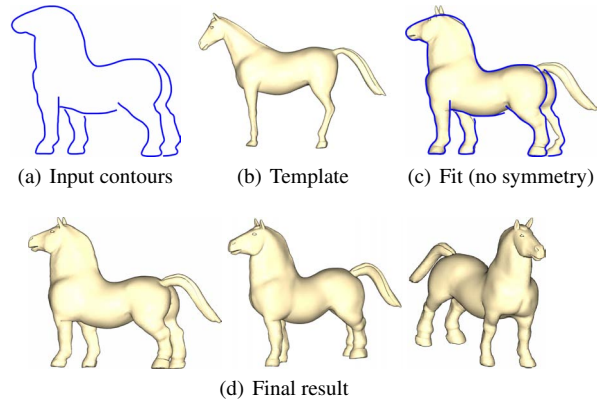 (a) Input contours
(b) Template
(c) Fit (no symmetry)
(d) Final result